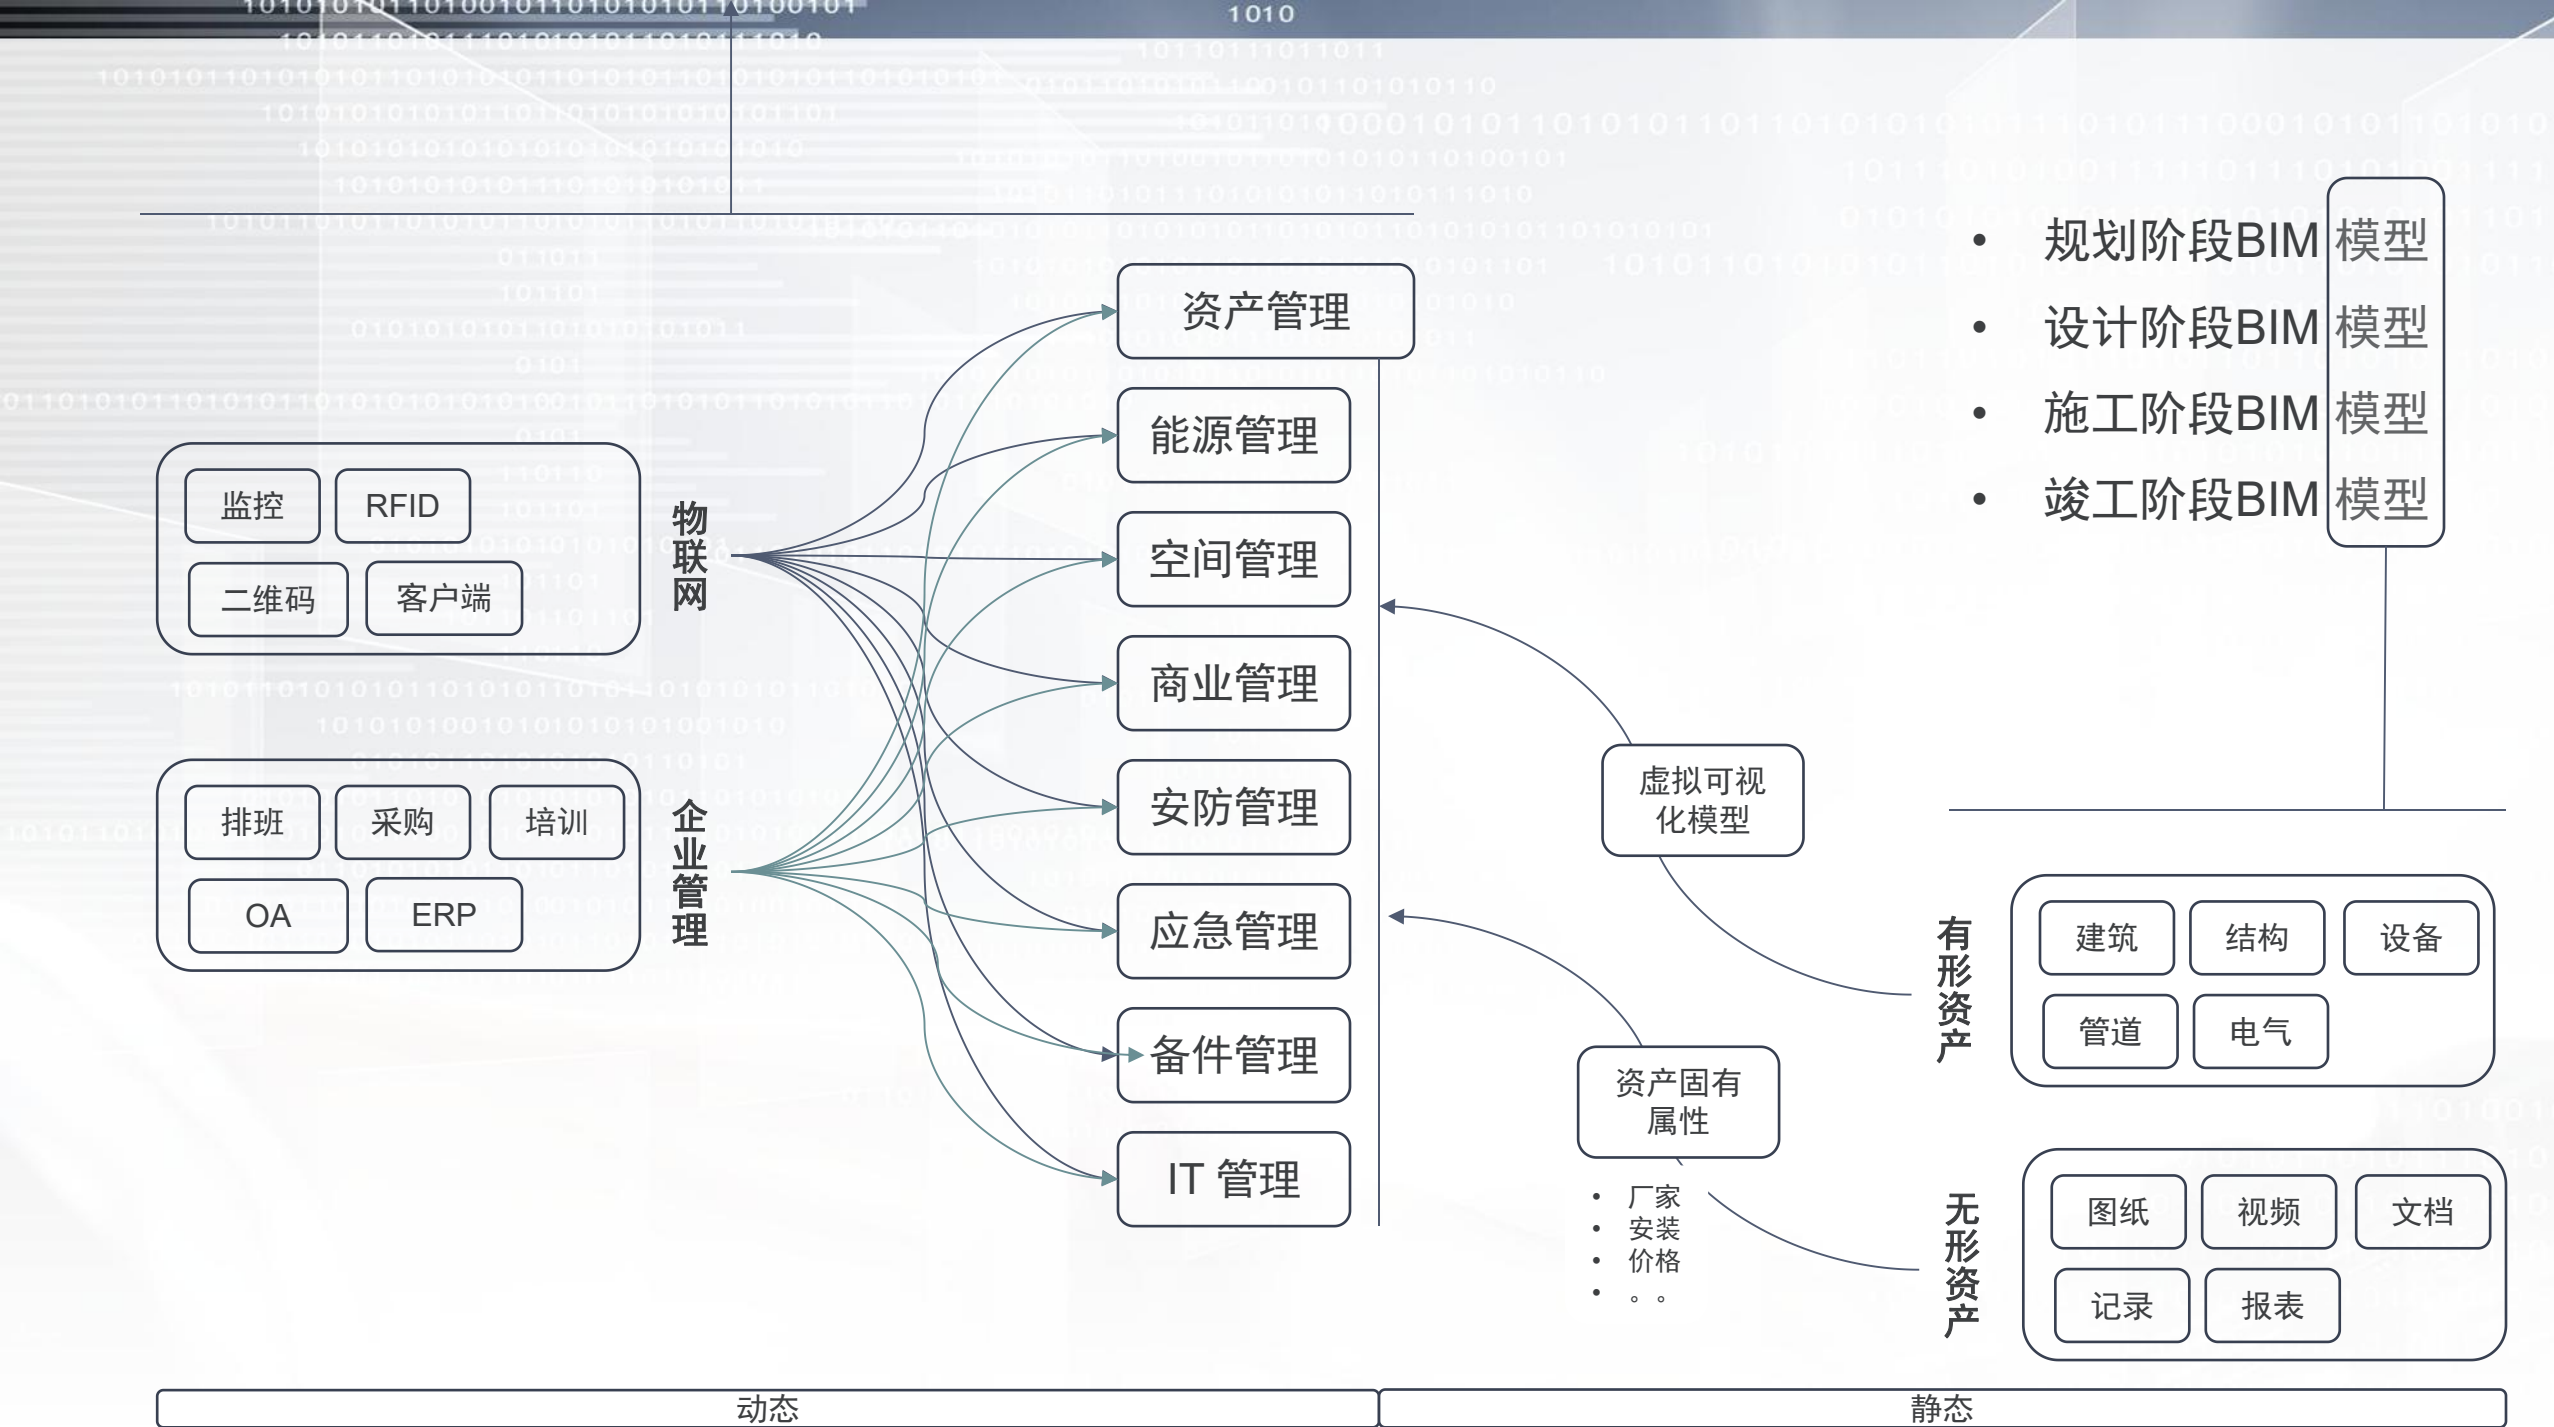 1010
规划阶段BIM 模型
设计阶段BIM 模型
施工阶段BIM 模型
竣工阶段BIM 模型
监控
RFID
二维码
客户端
物联网
排班
采购
培训
OA
ERP
企业管理
资产管理
能源管理
空间管理
商业管理
安防管理
应急管理
备件管理
IT 管理
虚拟可视
化模型
资产固有
属性
• 厂家
• 安装
• 价格
• 。。
有形资产
建筑
结构
设备
管道
电气
无形资产
图纸
视频
文档
记录
报表
动态
静态